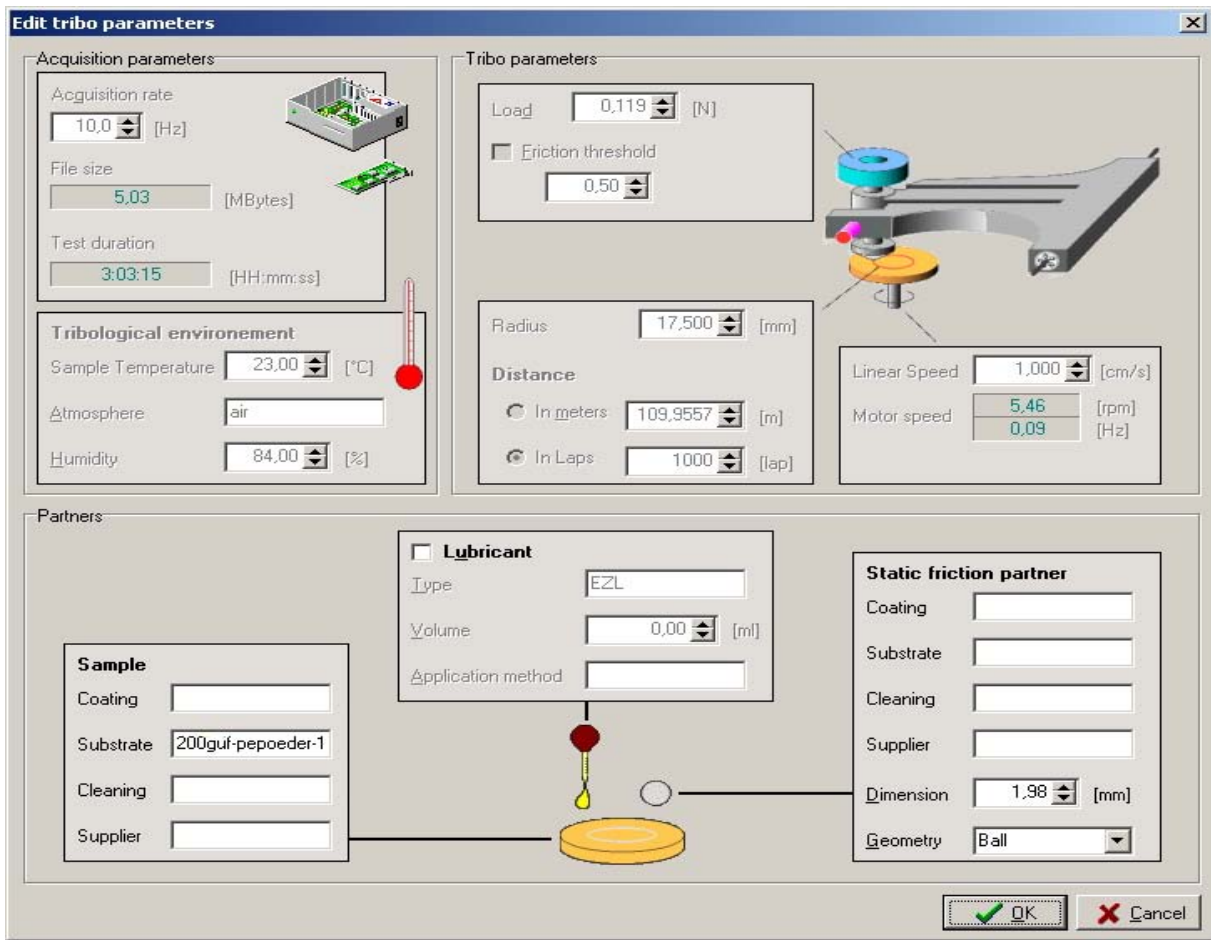 Edit tribo parameters
Acquisition parameters
Acquisition rate
10,0 [Hz]
File size
5,03 [MBytes]
Test duration
3:03:15 [HH:mm:ss]
Tribological environement
Sample Temperature 23,00 [°C]
Atmosphere air
Humidity 84,00 [%]
Tribo parameters
Load 0,119 [N]
Friction threshold
0,50
Radius 17,500 [mm]
Distance
In meters 109,9557 [m]
In Laps 1000 [lap]
Linear Speed 1,000 [cm/s]
Motor speed 5,46 [rpm]
0,09 [Hz]
Partners
Lubricant
Type EZL
Volume 0,00 [ml]
Application method
Sample
Coating
Substrate 200guf-pepoeder-1
Cleaning
Supplier
Static friction partner
Coating
Substrate
Cleaning
Supplier
Dimension 1,98 [mm]
Geometry Ball
OK Cancel